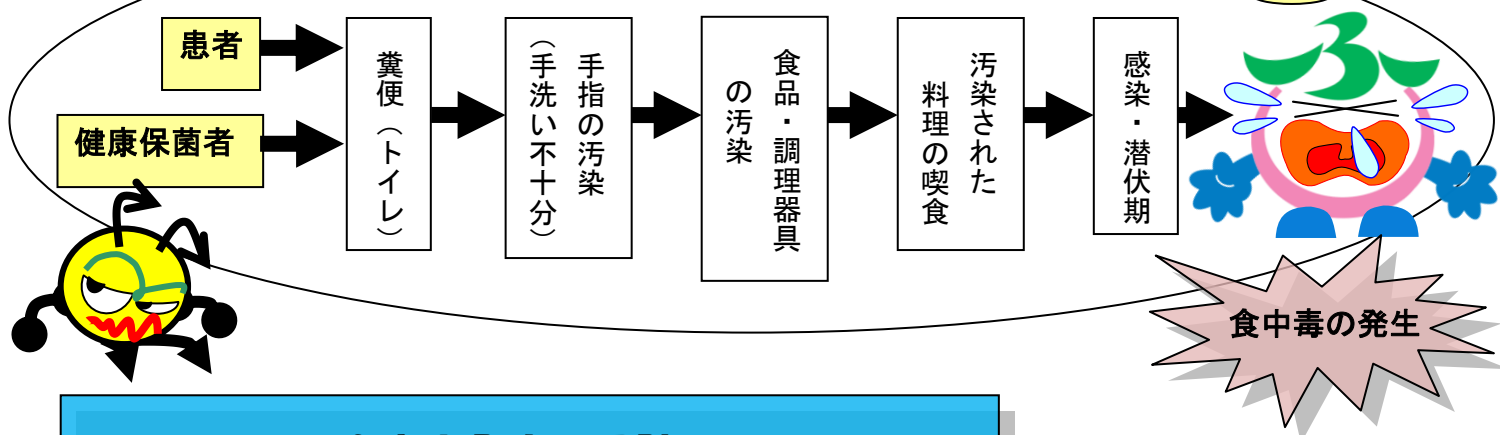 患者
健康保菌者
糞便（トイレ）
手指の汚染
（手洗い不十分）
食品・調理器具
の汚染
汚染された
料理の喫食
感染・潜伏期
食中毒の発生